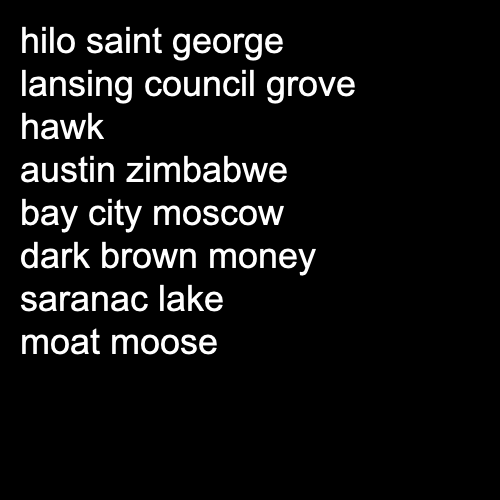 hilo saint george
lansing council grove
hawk
austin zimbabwe
bay city moscow
dark brown money
saranac lake
moat moose